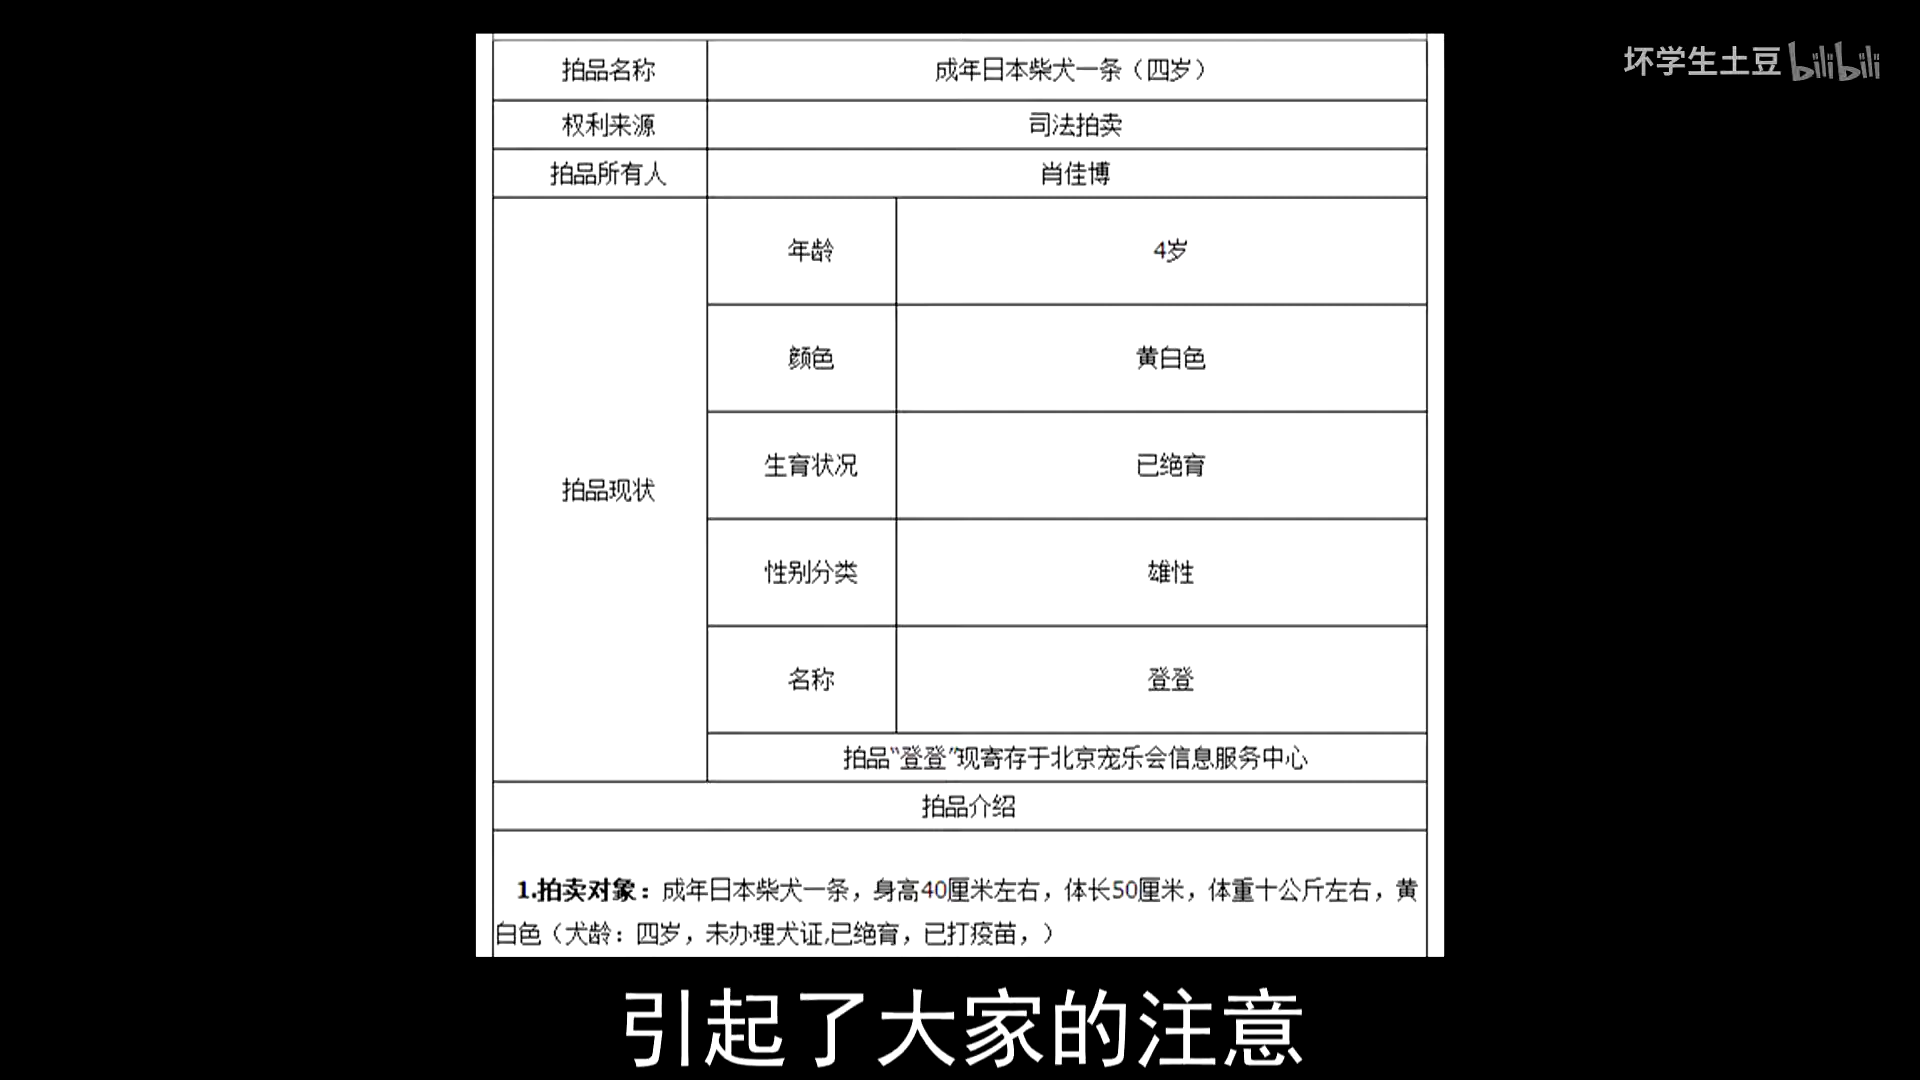 坏学生土豆 bilibili
拍品名称 成年日本柴犬一条（四岁）
权利来源 司法拍卖
拍品所有人 肖佳博
拍品现状
年龄 4岁
颜色 黄白色
生育状况 已绝育
性别分类 雄性
名称 登登
拍品“登登”现寄存于北京宠乐会信息服务中心
拍品介绍
1.拍卖对象：成年日本柴犬一条，身高40厘米左右，体长50厘米，体重十公斤左右，黄
白色（犬龄：四岁，未办理犬证,已绝育，已打疫苗，）
引起了大家的注意